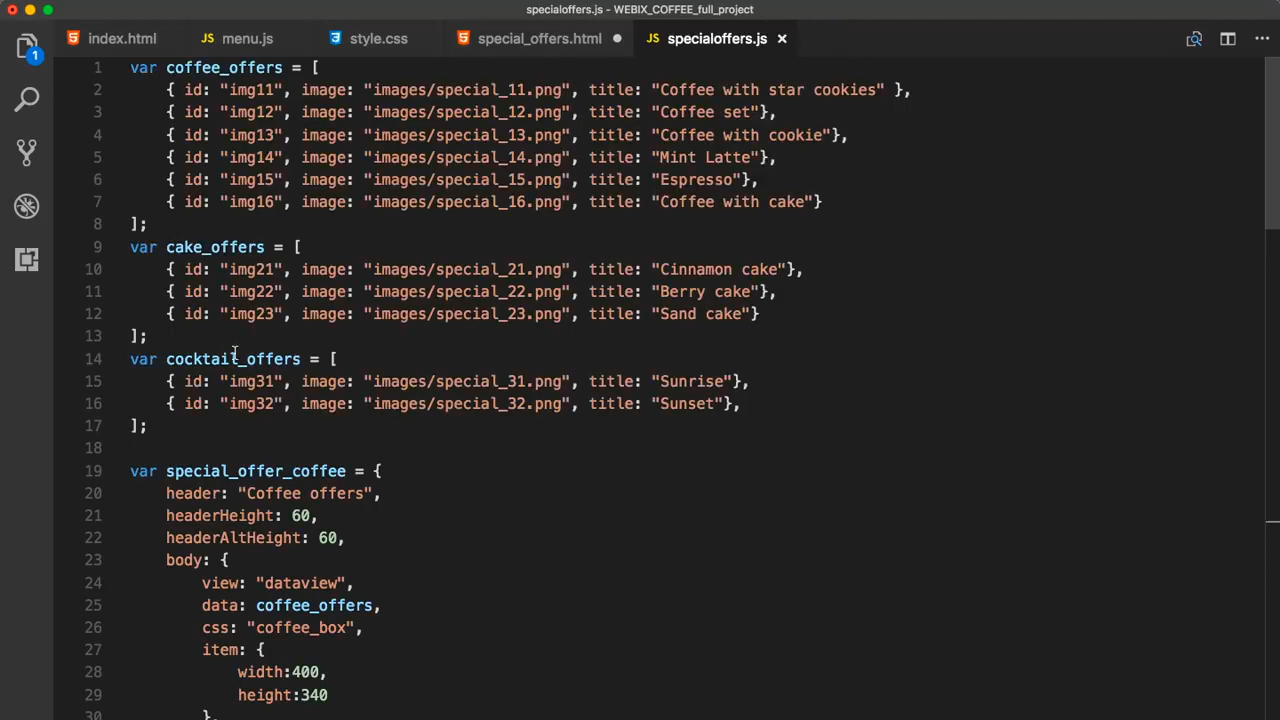 specialoffers.js - WEBIX_COFFEE_full_project
index.html JS menu.js style.css special_offers.html JS specialoffers.js
1
1 var coffee_offers = [
2 { id: "img11", image: "images/special_11.png", title: "Coffee with star cookies" },
3 { id: "img12", image: "images/special_12.png", title: "Coffee set"},
4 { id: "img13", image: "images/special_13.png", title: "Coffee with cookie"},
5 { id: "img14", image: "images/special_14.png", title: "Mint Latte"},
6 { id: "img15", image: "images/special_15.png", title: "Espresso"},
7 { id: "img16", image: "images/special_16.png", title: "Coffee with cake"}
8 ];
9 var cake_offers = [
10 { id: "img21", image: "images/special_21.png", title: "Cinnamon cake"},
11 { id: "img22", image: "images/special_22.png", title: "Berry cake"},
12 { id: "img23", image: "images/special_23.png", title: "Sand cake"}
13 ];
14 var cocktail_offers = [
15 { id: "img31", image: "images/special_31.png", title: "Sunrise"},
16 { id: "img32", image: "images/special_32.png", title: "Sunset"},
17 ];
18
19 var special_offer_coffee = {
20 header: "Coffee offers",
21 headerHeight: 60,
22 headerAltHeight: 60,
23 body: {
24 view: "dataview",
25 data: coffee_offers,
26 css: "coffee_box",
27 item: {
28 width:400,
29 height:340
30 },